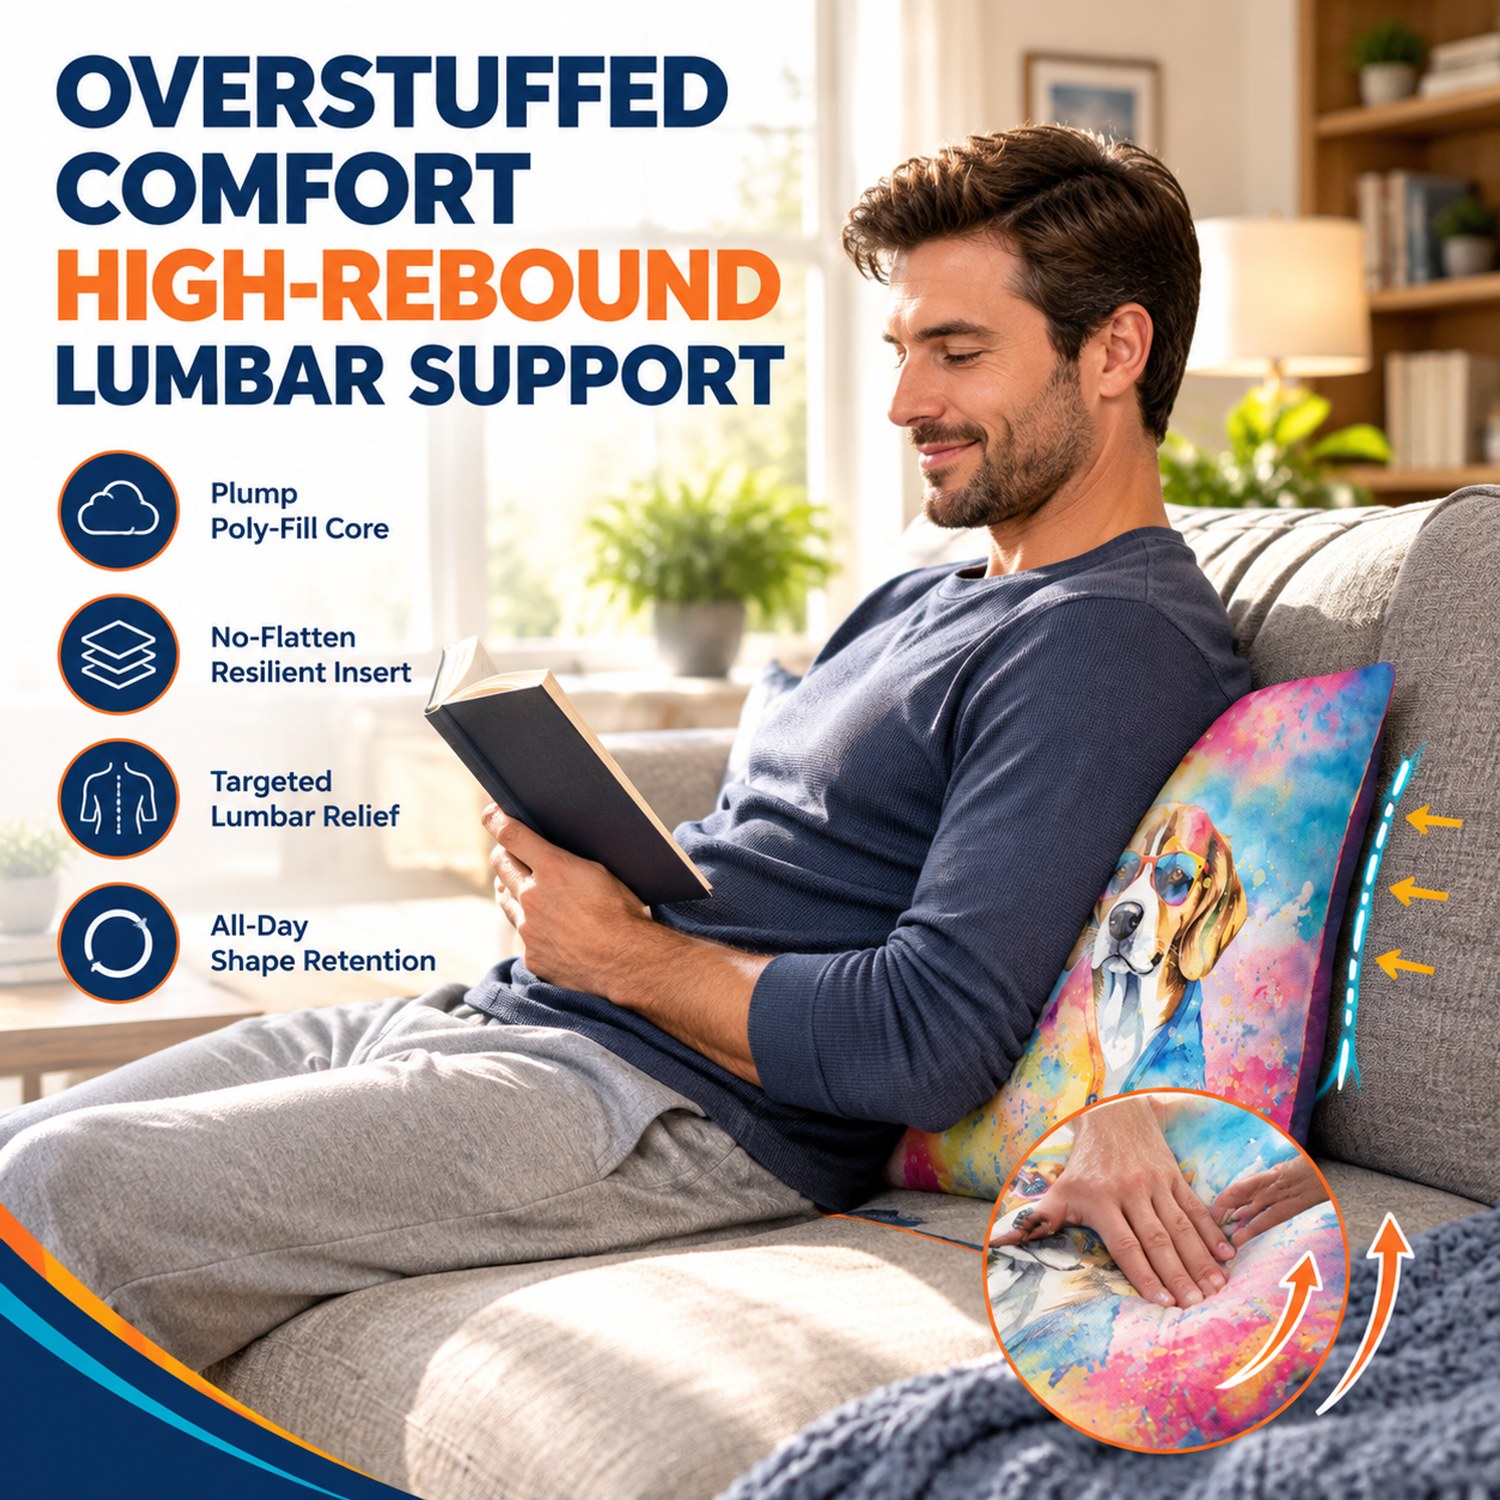 OVERSTUFFED
COMFORT
HIGH-REBOUND
LUMBAR SUPPORT
Plump
Poly-Fill Core
No-Flatten
Resilient Insert
Targeted
Lumbar Relief
All-Day
Shape Retention